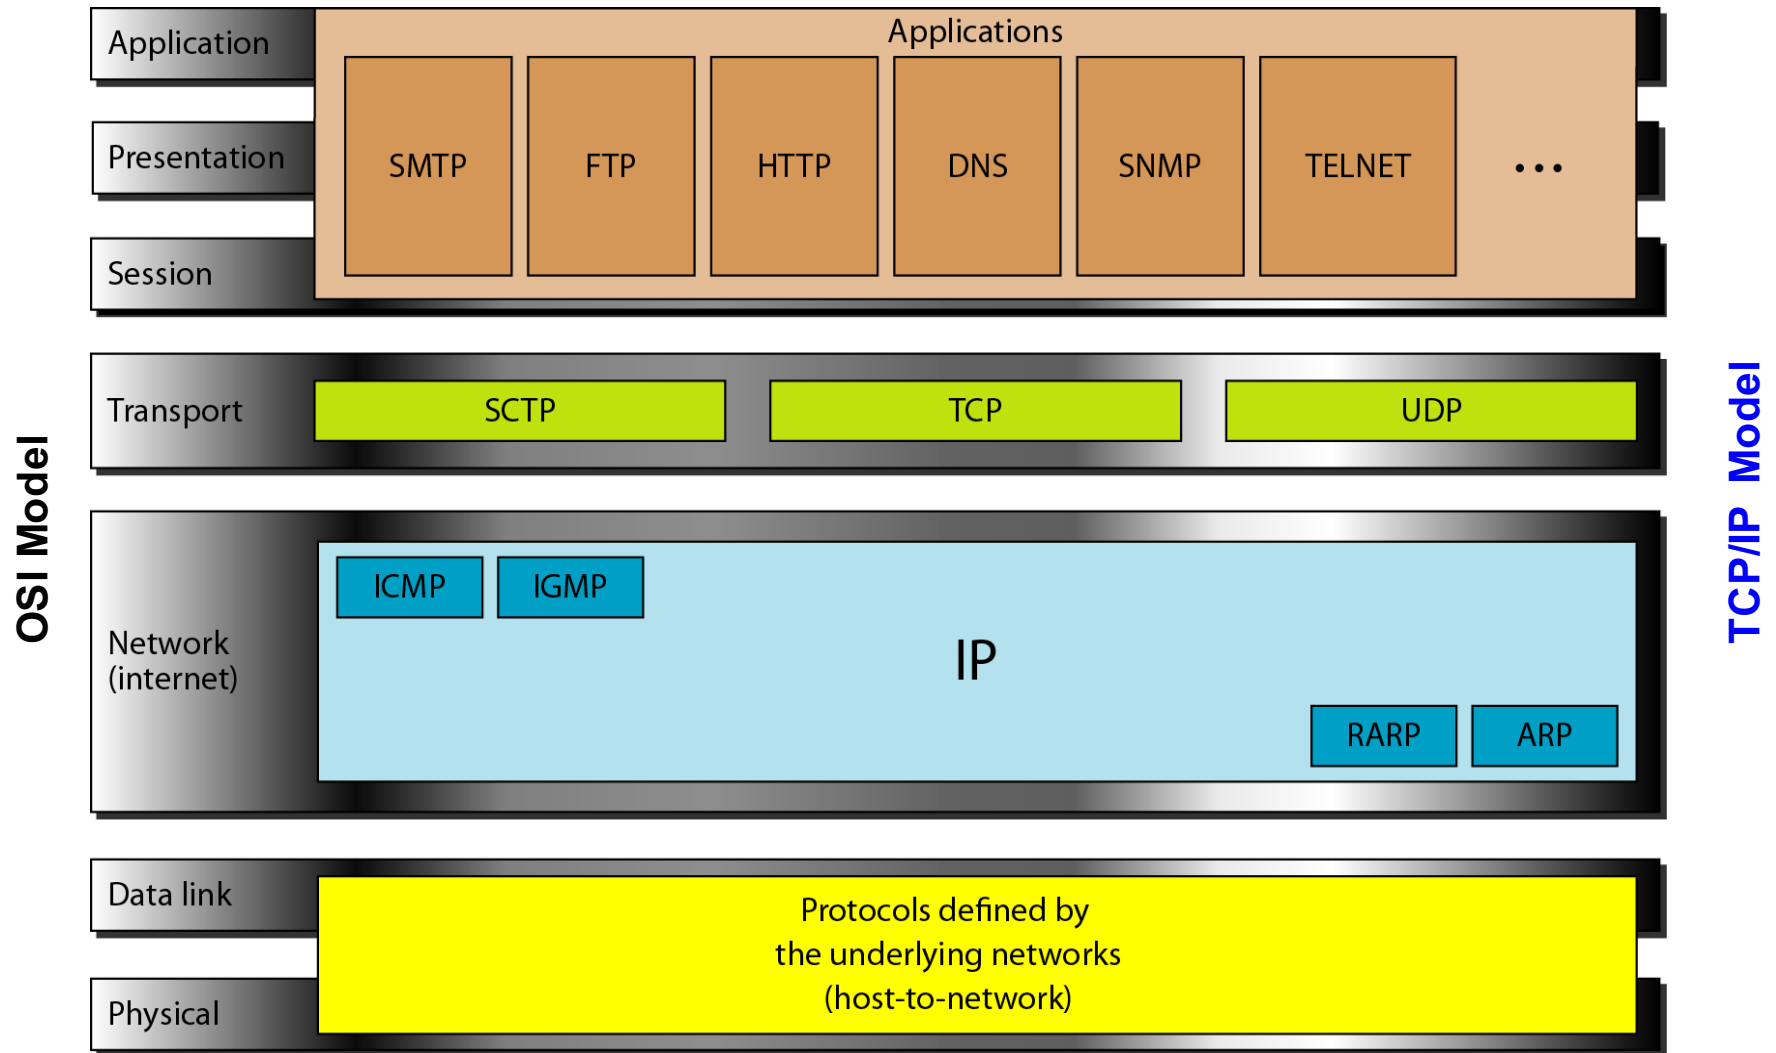 Application
Applications
Presentation
SMTP
FTP
HTTP
DNS
SNMP
TELNET
...
Session
Transport
SCTP
TCP
UDP
OSI Model
TCP/IP Model
ICMP
IGMP
Network
(internet)
IP
RARP
ARP
Data link
Protocols defined by
the underlying networks
(host-to-network)
Physical